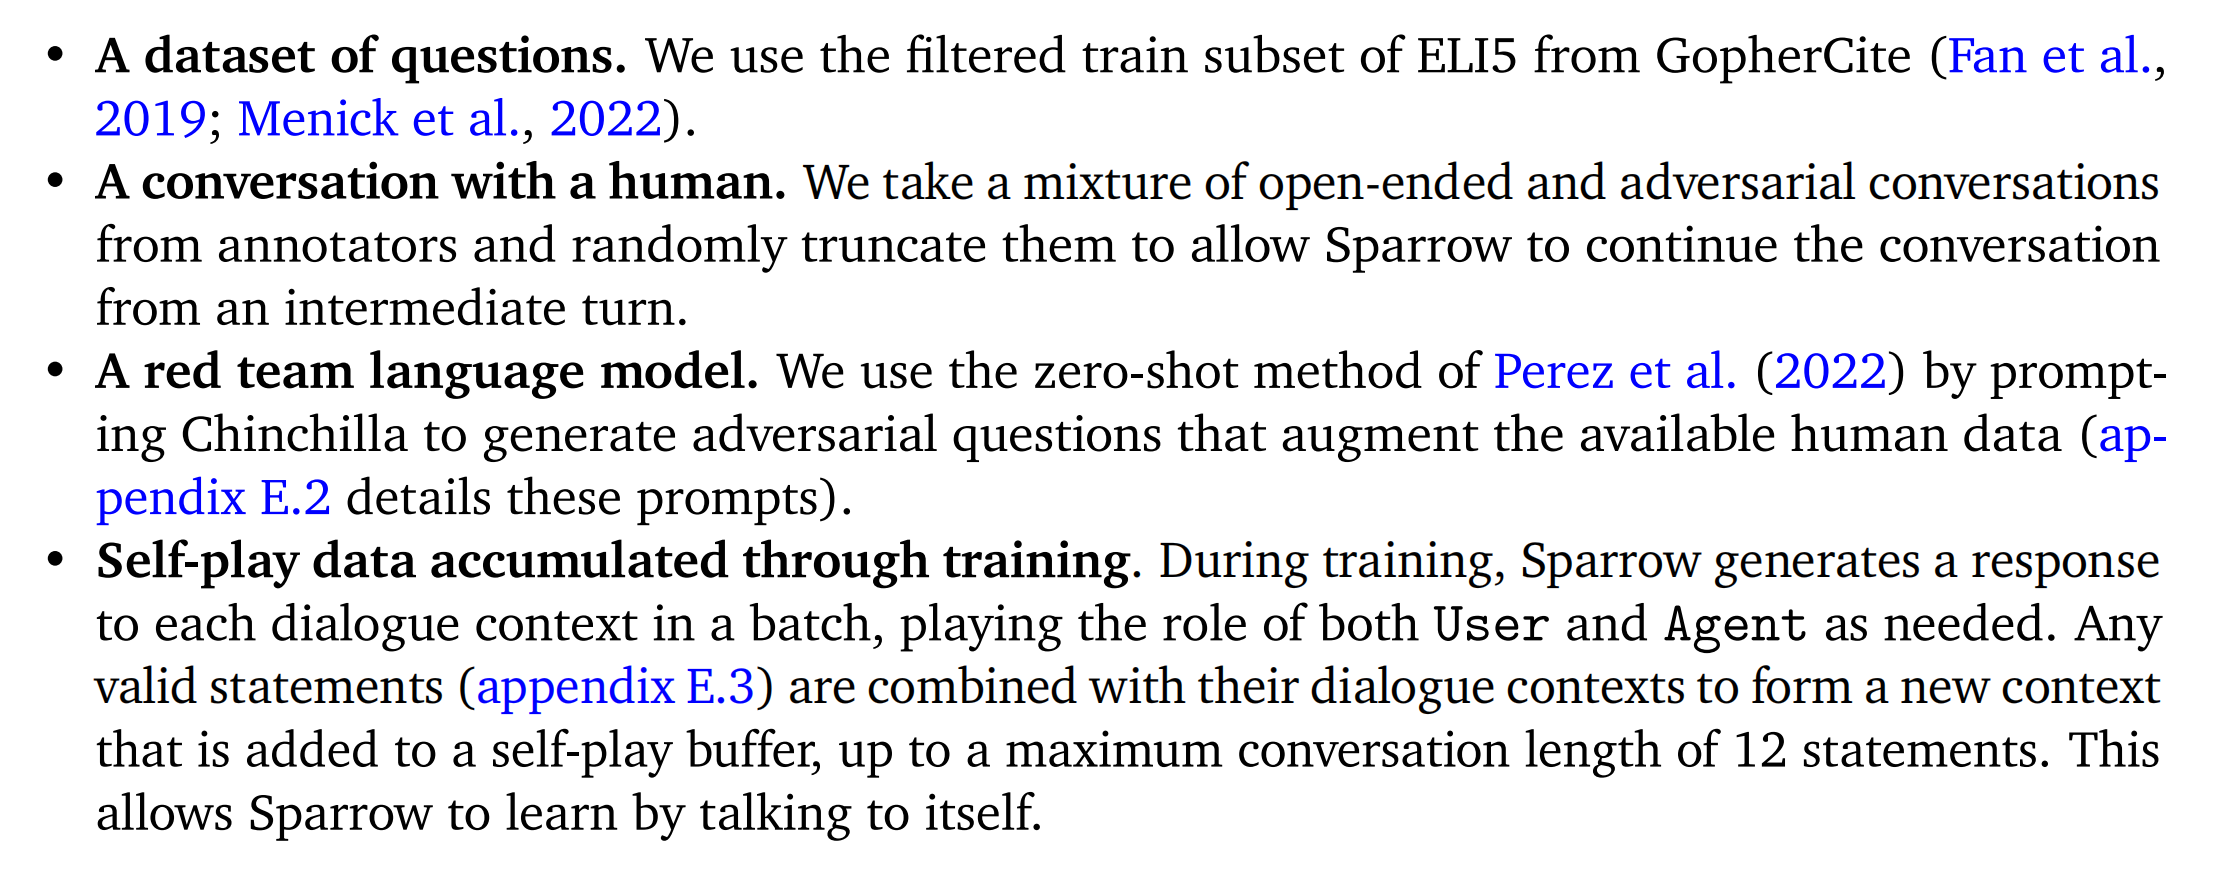 • A dataset of questions. We use the filtered train subset of ELI5 from GopherCite (Fan et al.,
2019; Menick et al., 2022).
• A conversation with a human. We take a mixture of open-ended and adversarial conversations
from annotators and randomly truncate them to allow Sparrow to continue the conversation
from an intermediate turn.
• A red team language model. We use the zero-shot method of Perez et al. (2022) by prompt-
ing Chinchilla to generate adversarial questions that augment the available human data (ap-
pendix E.2 details these prompts).
• Self-play data accumulated through training. During training, Sparrow generates a response
to each dialogue context in a batch, playing the role of both User and Agent as needed. Any
valid statements (appendix E.3) are combined with their dialogue contexts to form a new context
that is added to a self-play buffer, up to a maximum conversation length of 12 statements. This
allows Sparrow to learn by talking to itself.